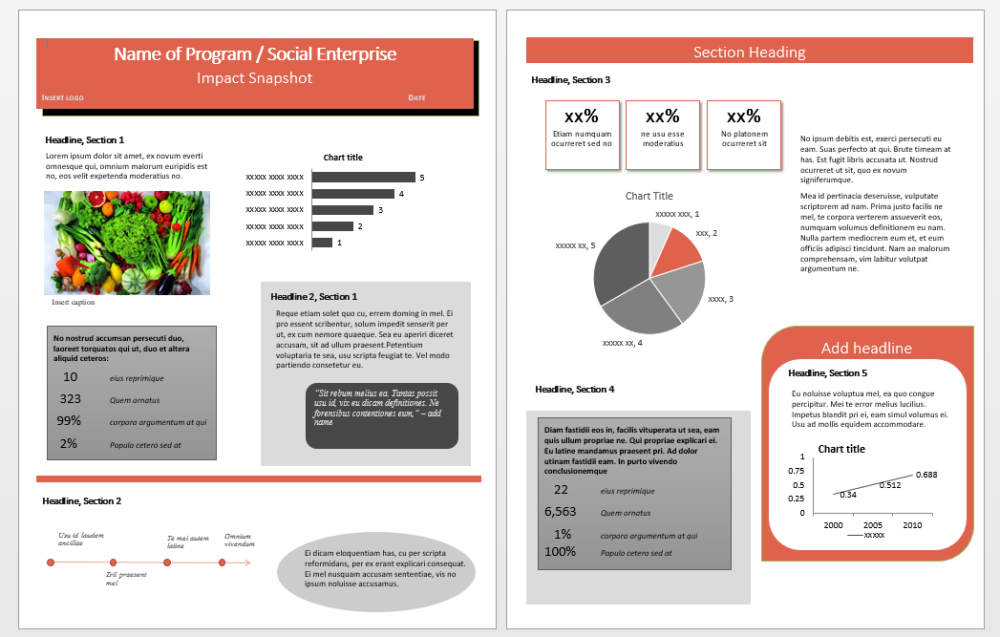 Name of Program / Social Enterprise
Impact Snapshot
INSERT LOGO
DATE
Headline, Section 1
Lorem ipsum dolor sit amet, ex novum everti
omnesque qui, omnium malorum euripidis est
no, eos velit expetenda moderatius no.
Insert caption
Chart title
xxxxx xxxx xxxx 5
xxxxx xxxx xxxx 4
xxxxx xxxx xxxx 3
xxxxx xxxx xxxx 2
xxxxx xxxx xxxx 1
No nostrud accumsan persecuti duo,
laoreet torquatos qui ut, duo et altera
aliquid ceteros:
10 eius reprimique
323 Quem ornatus
99% corpora argumentum at qui
2% Populo cetero sed at
Headline 2, Section 1
Reque etiam solet quo cu, errem doming in mel. Ei
pro essent scribentur, solum impedit senserit per
ut, ex cum nemore quaeque. Sea eu aperiri diceret
accusam, sit ad ullum praesent.Petentium
voluptaria te sea, usu scripta feugiat te. Vel modo
partiendo consetetur eu.
"Sit rebum melius ea. Tantas possit
usu id, vix eu dicam definitiones. Ne
forensibus contentiones eum," – add
name
Headline, Section 2
Usu id laudem
ancillae
Zril praesent
mel
Te mei autem
latine
Omnium
vivendum
Ei dicam eloquentiam has, cu per scripta
reformidans, per ex erant explicari consequat.
Ei mel nusquam accusam sententiae, vis no
ipsum noluisse accusamus.
Section Heading
Headline, Section 3
xx%
Etiam numquam
ocurreret sed no
xx%
ne usu esse
moderatius
xx%
No platonem
ocurreret sit
Chart Title
xxxxx xxx, 1
xxx, 2
xxxx, 3
xxxxx xx, 4
xxxxx xx, 5
No ipsum debitis est, exerci persecuti eu
eam. Suas perfecto at qui. Brute timeam at
has. Est fugit libris accusata ut. Nostrud
ocurreret ut sit, quo ex novum
signiferumque.
Mea id pertinacia deseruisse, vulputate
scriptorem ad nam. Prima justo facilis ne
mel, te corpora verterem assueverit eos,
numquam volumus definitionem eu nam.
Nulla partem mediocrem eum et, et eum
officiis adipisci tincidunt. Nam an malorum
comprehensam, vim labitur volutpat
argumentum ne.
Headline, Section 4
Diam fastidii eos in, facilis vituperata ut sea, eam
quis ullum propriae ne. Qui propriae explicari ei.
Eu latine mandamus praesent pri. Ad dolor
utinam fastidii eam. In purto vivendo
conclusionemque
22 eius reprimique
6,563 Quem ornatus
1% corpora argumentum at qui
100% Populo cetero sed at
Add headline
Headline, Section 5
Eu noluisse voluptua mel, ea quo congue
percipitur. Mei te error melius lucilius.
Impetus blandit pri ei, eam simul volumus ei.
Usu ad mollis equidem accommodare.
Chart title
1
0.75
0.5
0.25
0
0.34
0.512
0.688
2000 2005 2010
xxxxx